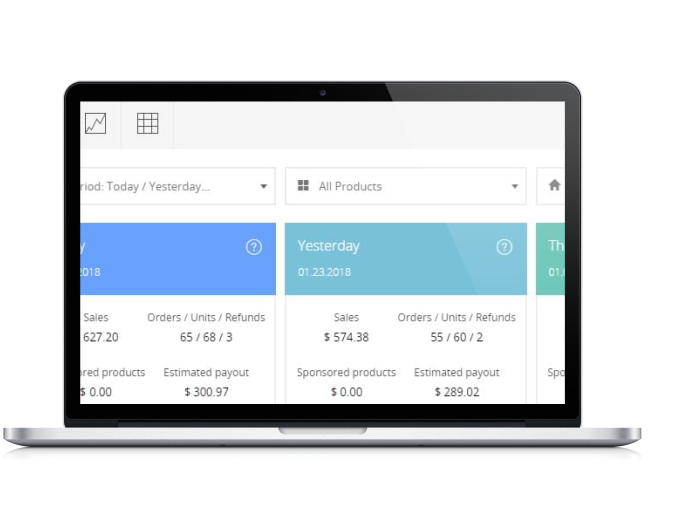 riod: Today / Yesterday...
All Products
y
2018
Sales
627.20
Orders / Units / Refunds
65 / 68 / 3
ored products
$ 0.00
Estimated payout
$ 300.97
Yesterday
01.23.2018
Sales
$ 574.38
Orders / Units / Refunds
55 / 60 / 2
Sponsored products
$ 0.00
Estimated payout
$ 289.02
Th
01.
Spo